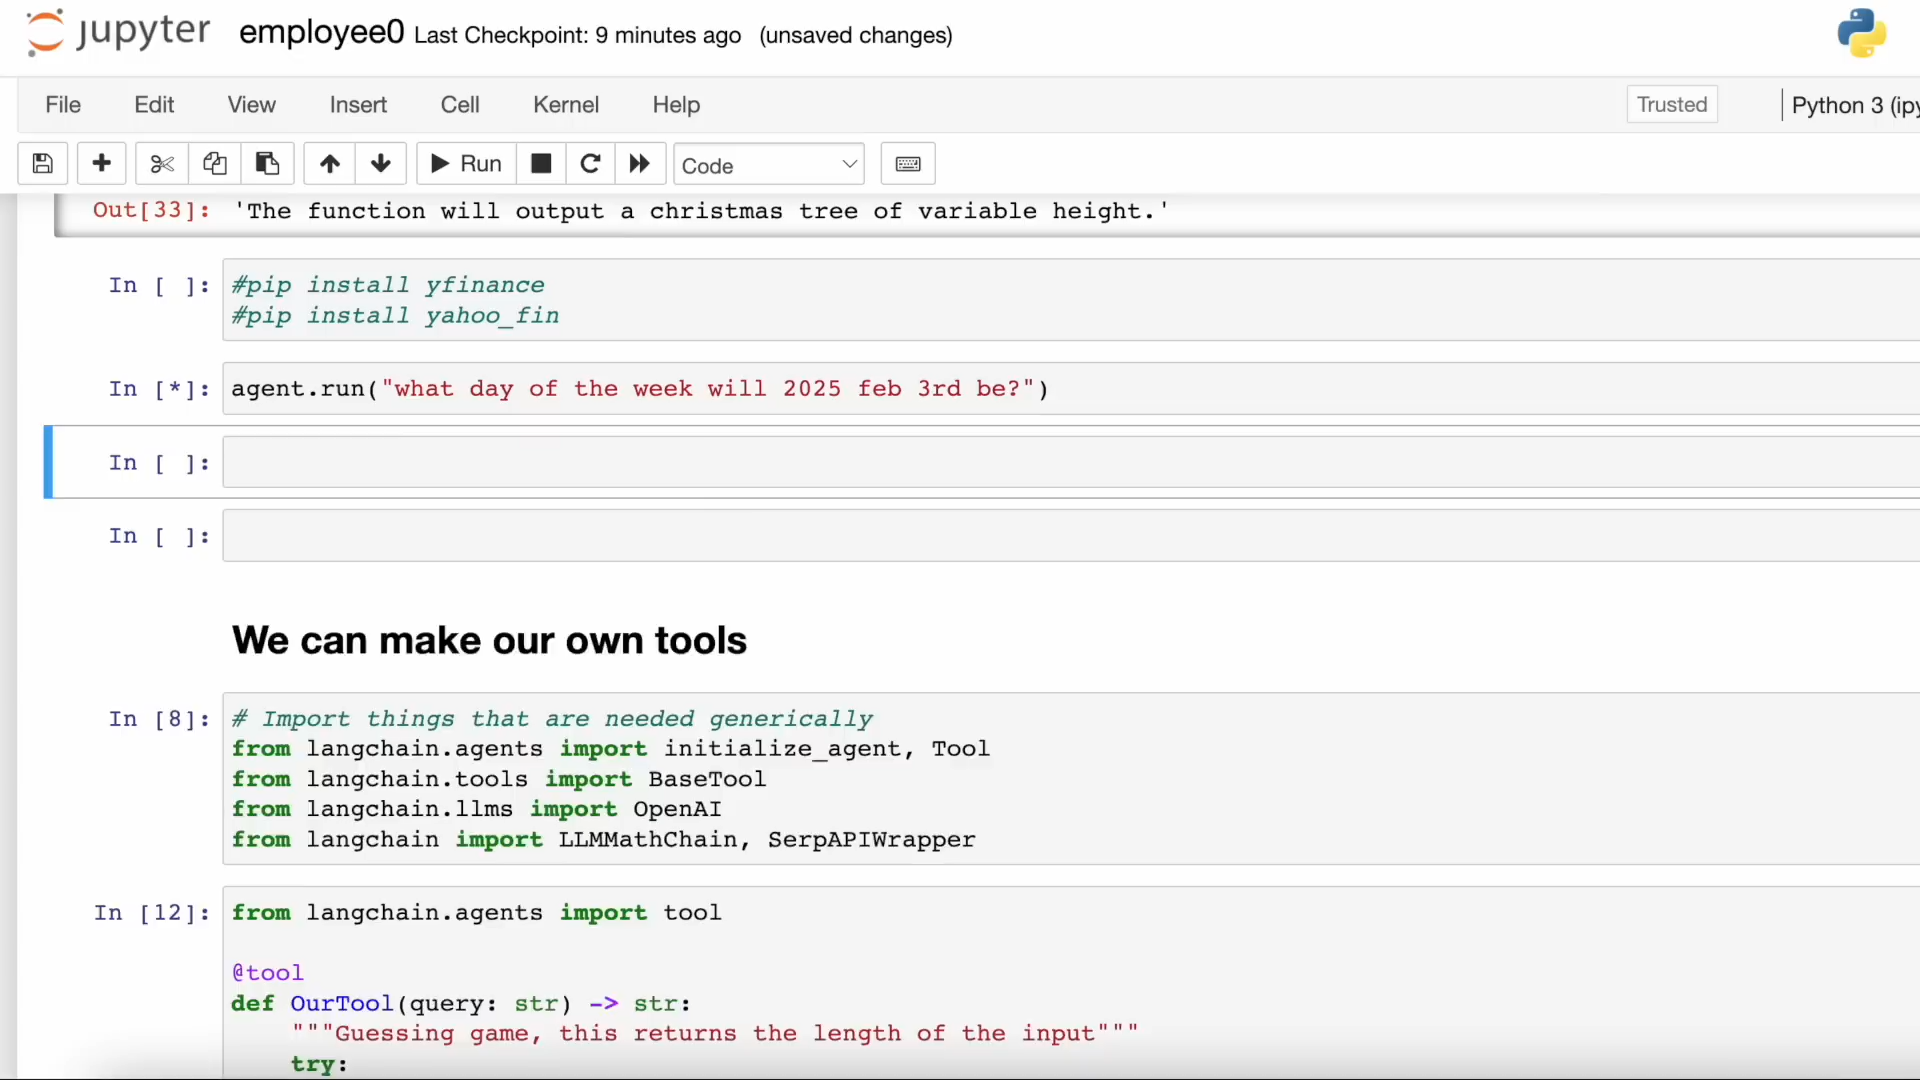 jupyter employee0 Last Checkpoint: 9 minutes ago (unsaved changes)
File Edit View Insert Cell Kernel Help Trusted Python 3 (ipy
Run Code
Out[33]: 'The function will output a christmas tree of variable height.'
In [ ]: #pip install yfinance
#pip install yahoo_fin
In [*]: agent.run("what day of the week will 2025 feb 3rd be?")
In [ ]:
In [ ]:
We can make our own tools
In [8]: # Import things that are needed generically
from langchain.agents import initialize_agent, Tool
from langchain.tools import BaseTool
from langchain.llms import OpenAI
from langchain import LLMMathChain, SerpAPIWrapper
In [12]: from langchain.agents import tool
@tool
def OurTool(query: str) -> str:
"""Guessing game, this returns the length of the input"""
try: